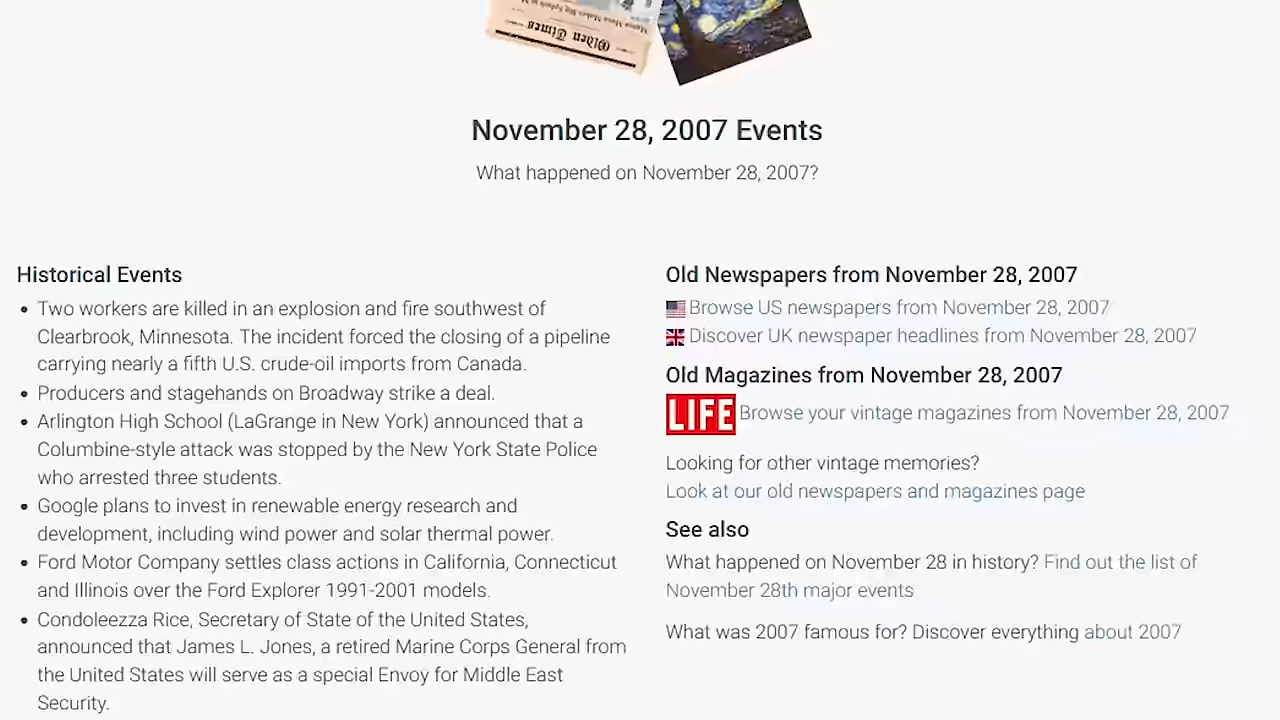 Olden Times
November 28, 2007 Events
What happened on November 28, 2007?
Historical Events
Two workers are killed in an explosion and fire southwest of
Clearbrook, Minnesota. The incident forced the closing of a pipeline
carrying nearly a fifth U.S. crude-oil imports from Canada.
Producers and stagehands on Broadway strike a deal.
Arlington High School (LaGrange in New York) announced that a
Columbine-style attack was stopped by the New York State Police
who arrested three students.
Google plans to invest in renewable energy research and
development, including wind power and solar thermal power.
Ford Motor Company settles class actions in California, Connecticut
and Illinois over the Ford Explorer 1991-2001 models.
Condoleezza Rice, Secretary of State of the United States,
announced that James L. Jones, a retired Marine Corps General from
the United States will serve as a special Envoy for Middle East
Security.
Old Newspapers from November 28, 2007
Browse US newspapers from November 28, 2007
Discover UK newspaper headlines from November 28, 2007
Old Magazines from November 28, 2007
LIFE Browse your vintage magazines from November 28, 2007
Looking for other vintage memories?
Look at our old newspapers and magazines page
See also
What happened on November 28 in history? Find out the list of
November 28th major events
What was 2007 famous for? Discover everything about 2007